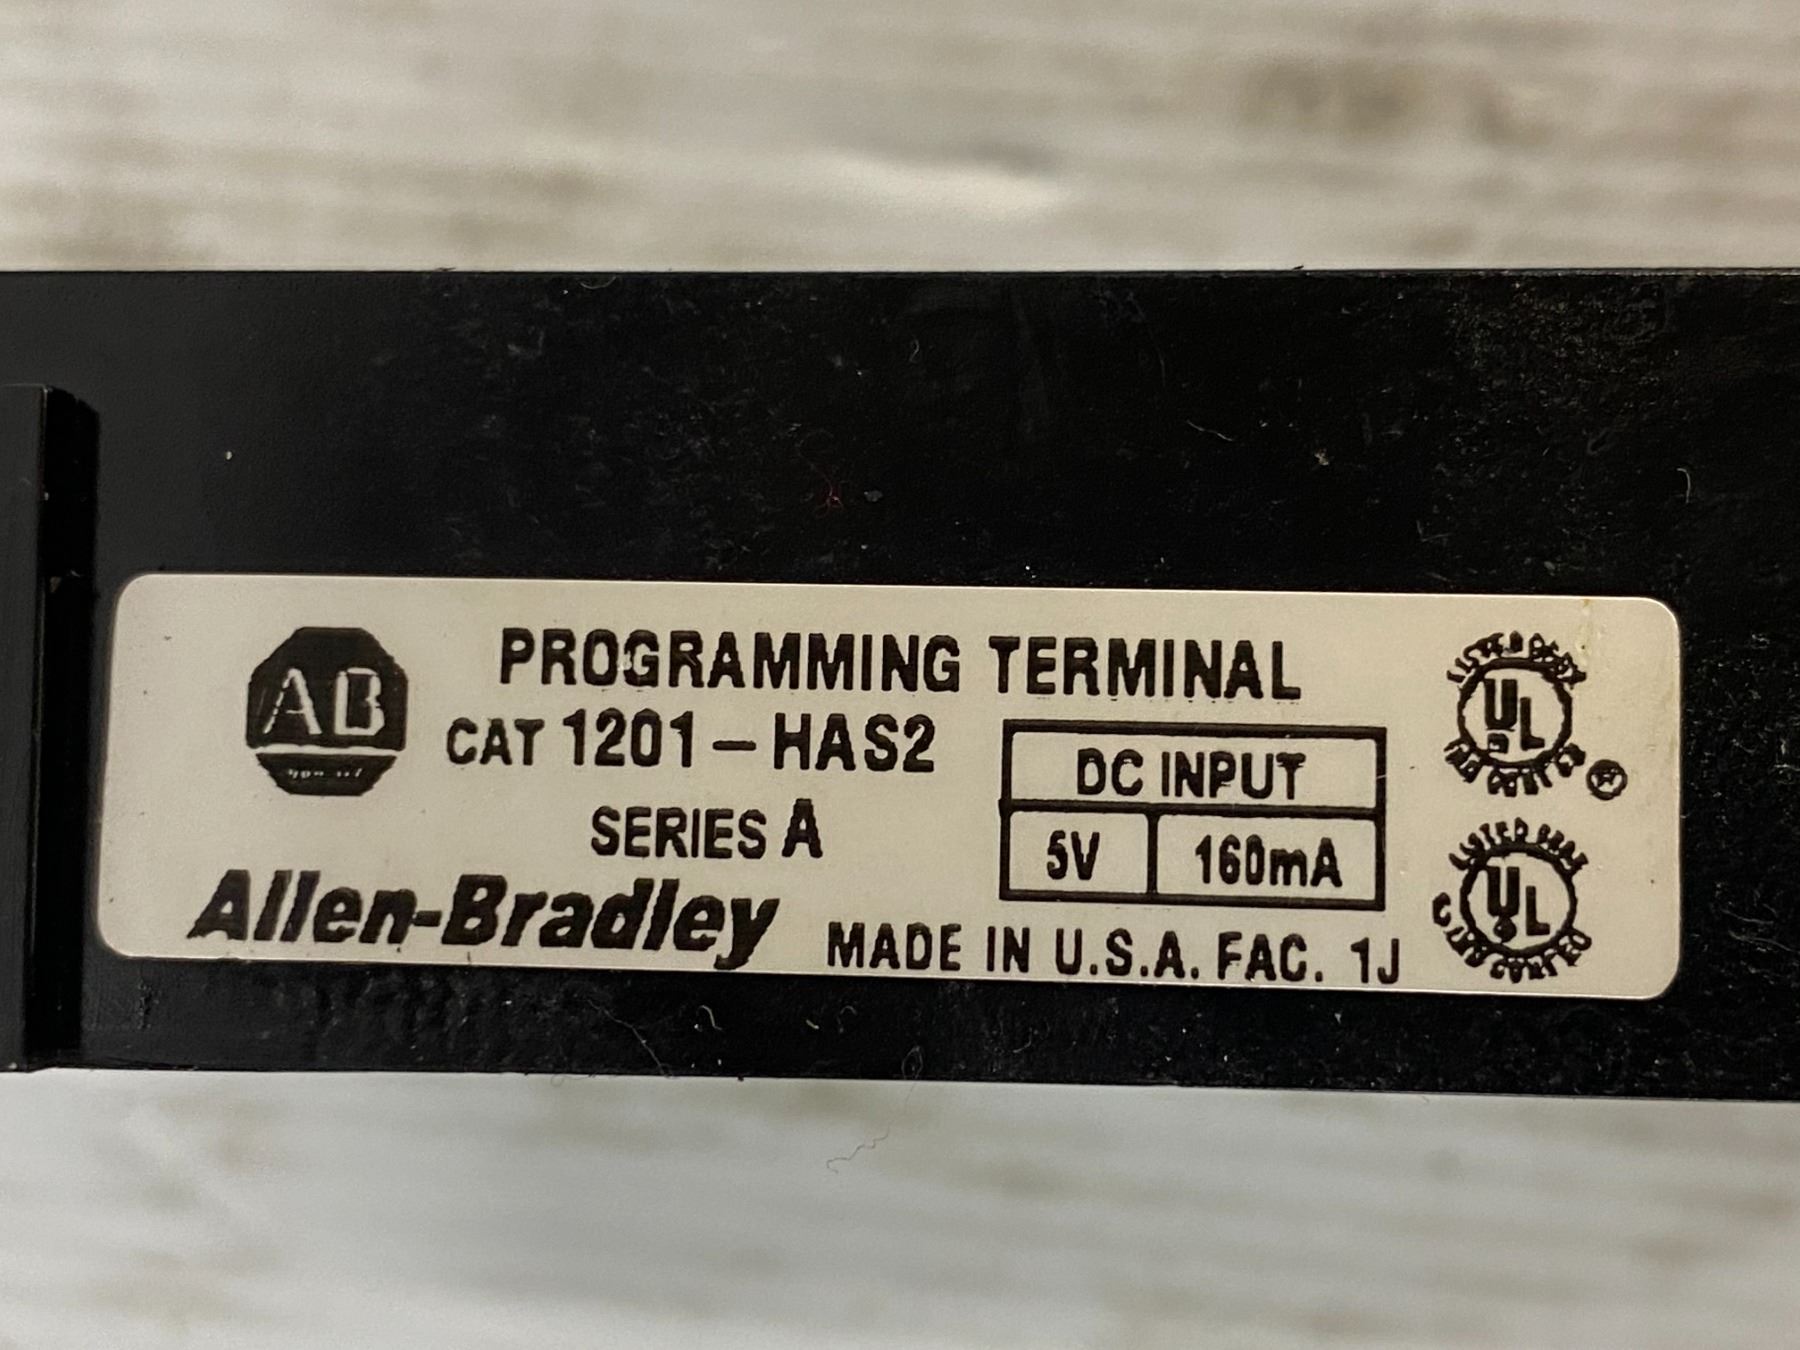 AB
PROGRAMMING TERMINAL
CAT 1201-HAS2
SERIES A
DC INPUT
5V 160mA
Allen-Bradley
MADE IN U.S.A. FAC. 1J
UL
®
LISTED
C UL